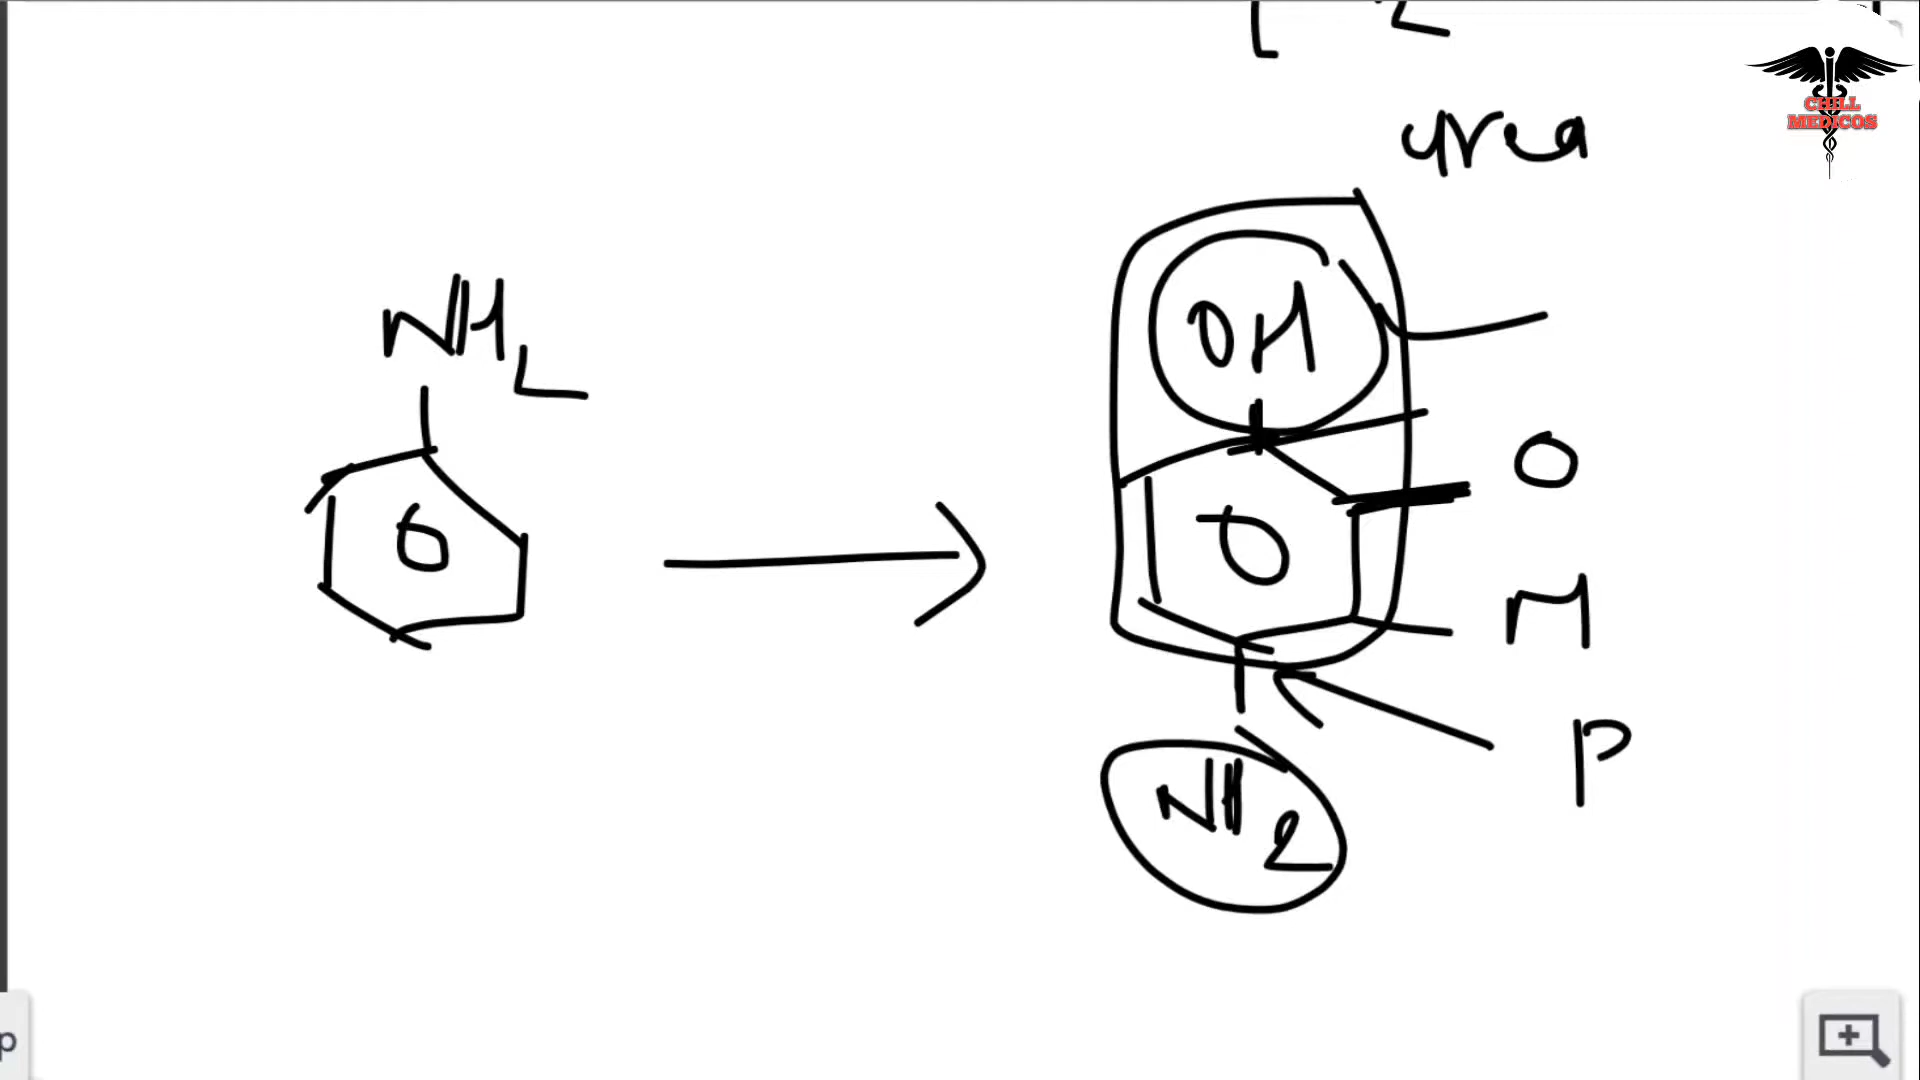 CHILL
MEDICOS
urea
NH2
OH
O
M
P
NH2
p